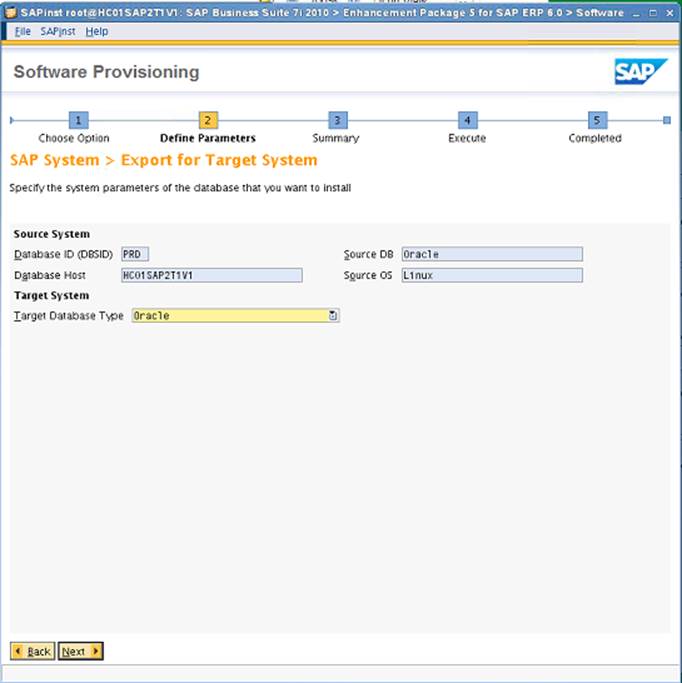 SAPinst root@HC01SAP2T1V1: SAP Business Suite 7i 2010 > Enhancement Package 5 for SAP ERP 6.0 > Software
File SAPinst Help
Software Provisioning
SAP
1 2 3 4 5
Choose Option Define Parameters Summary Execute Completed
SAP System > Export for Target System
Specify the system parameters of the database that you want to install
Source System
Database ID (DBSID) PRD Source DB Oracle
Database Host HC01SAP2T1V1 Source OS Linux
Target System
Target Database Type Oracle
Back Next